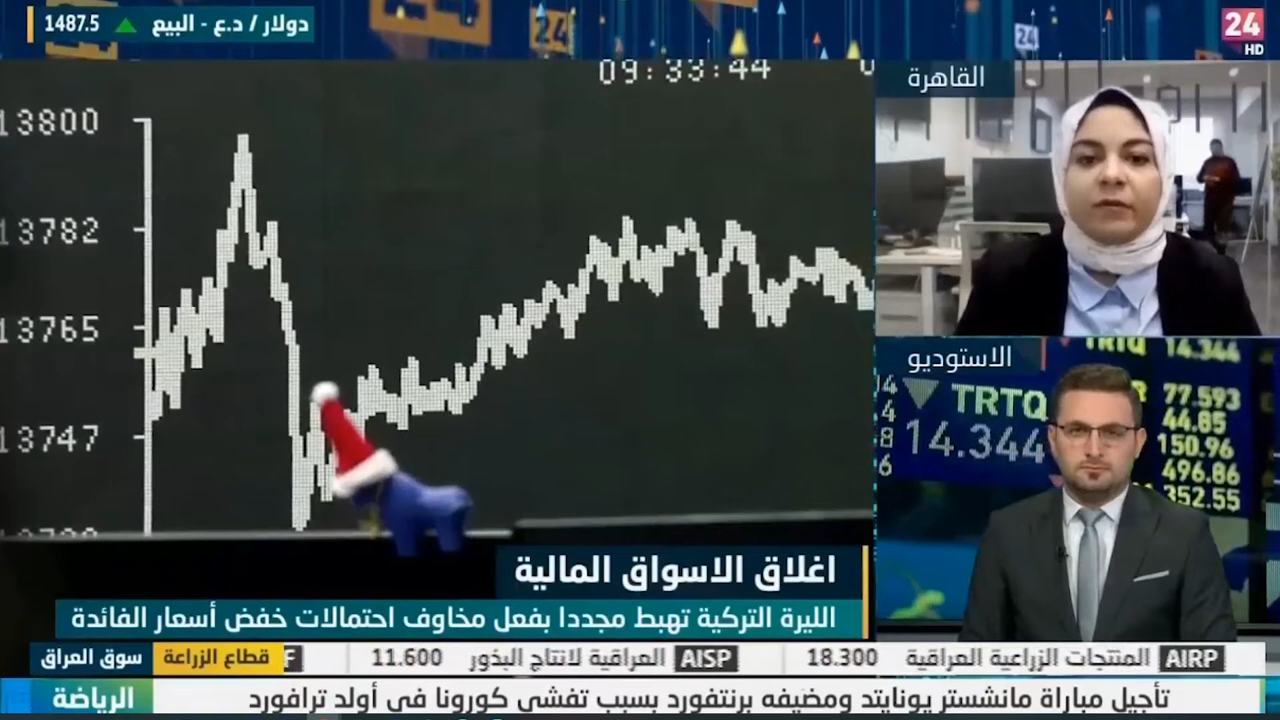 دولار / د.ع - البيع ▲ 1487.5
24
HD
24
24
09:33:44
13800
13782
13765
13747
القاهرة
الاستوديو
TRTQ 14.344
TRTQ
14.344
77.593
44.85
150.96
496.86
352.55
اغلاق الاسواق المالية
الليرة التركية تهبط مجددا بفعل مخاوف احتمالات خفض أسعار الفائدة
سوق العراق
قطاع الزراعة
AIRP المنتجات الزراعية العراقية 18.300
AISP العراقية لانتاج البذور 11.600
الرياضة
تأجيل مباراة مانشستر يونايتد ومضيفه برنتفورد بسبب تفشي كورونا في أولد ترافورد